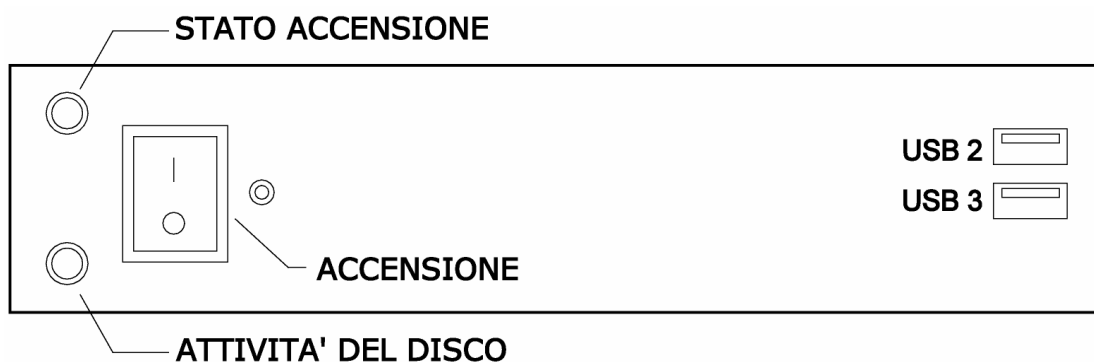 STATO ACCENSIONE
USB 2
USB 3
ACCENSIONE
ATTIVITA' DEL DISCO